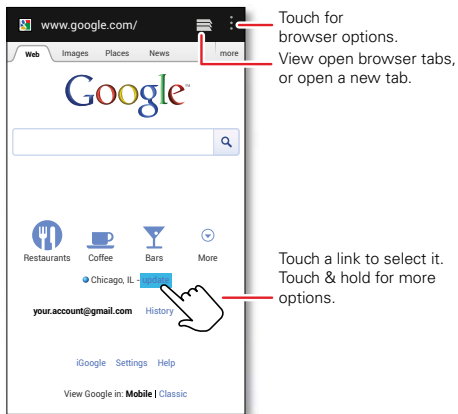 www.google.com/
Touch for
browser options.
View open browser tabs,
or open a new tab.
Web Images Places News more
Google™
Restaurants Coffee Bars More
Chicago, IL - update
Touch a link to select it.
Touch & hold for more
options.
your.account@gmail.com History
iGoogle Settings Help
View Google in: Mobile | Classic